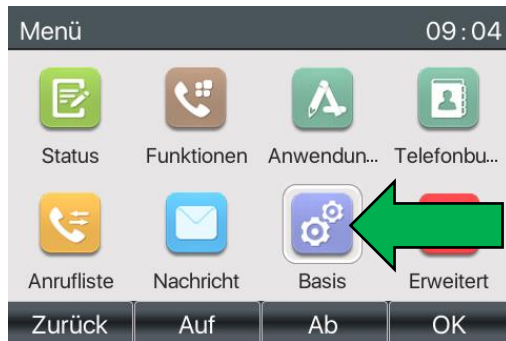 Menü 09:04
Status Funktionen Anwendun... Telefonbu...
Anrufliste Nachricht Basis Erweitert
Zurück Auf Ab OK